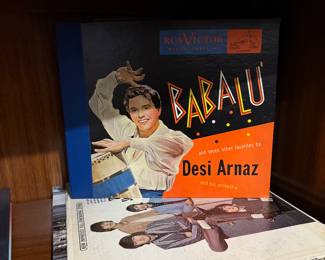 RCA VICTOR
BABALU
and seven other favorites by
Desi Arnaz
and his orchestra